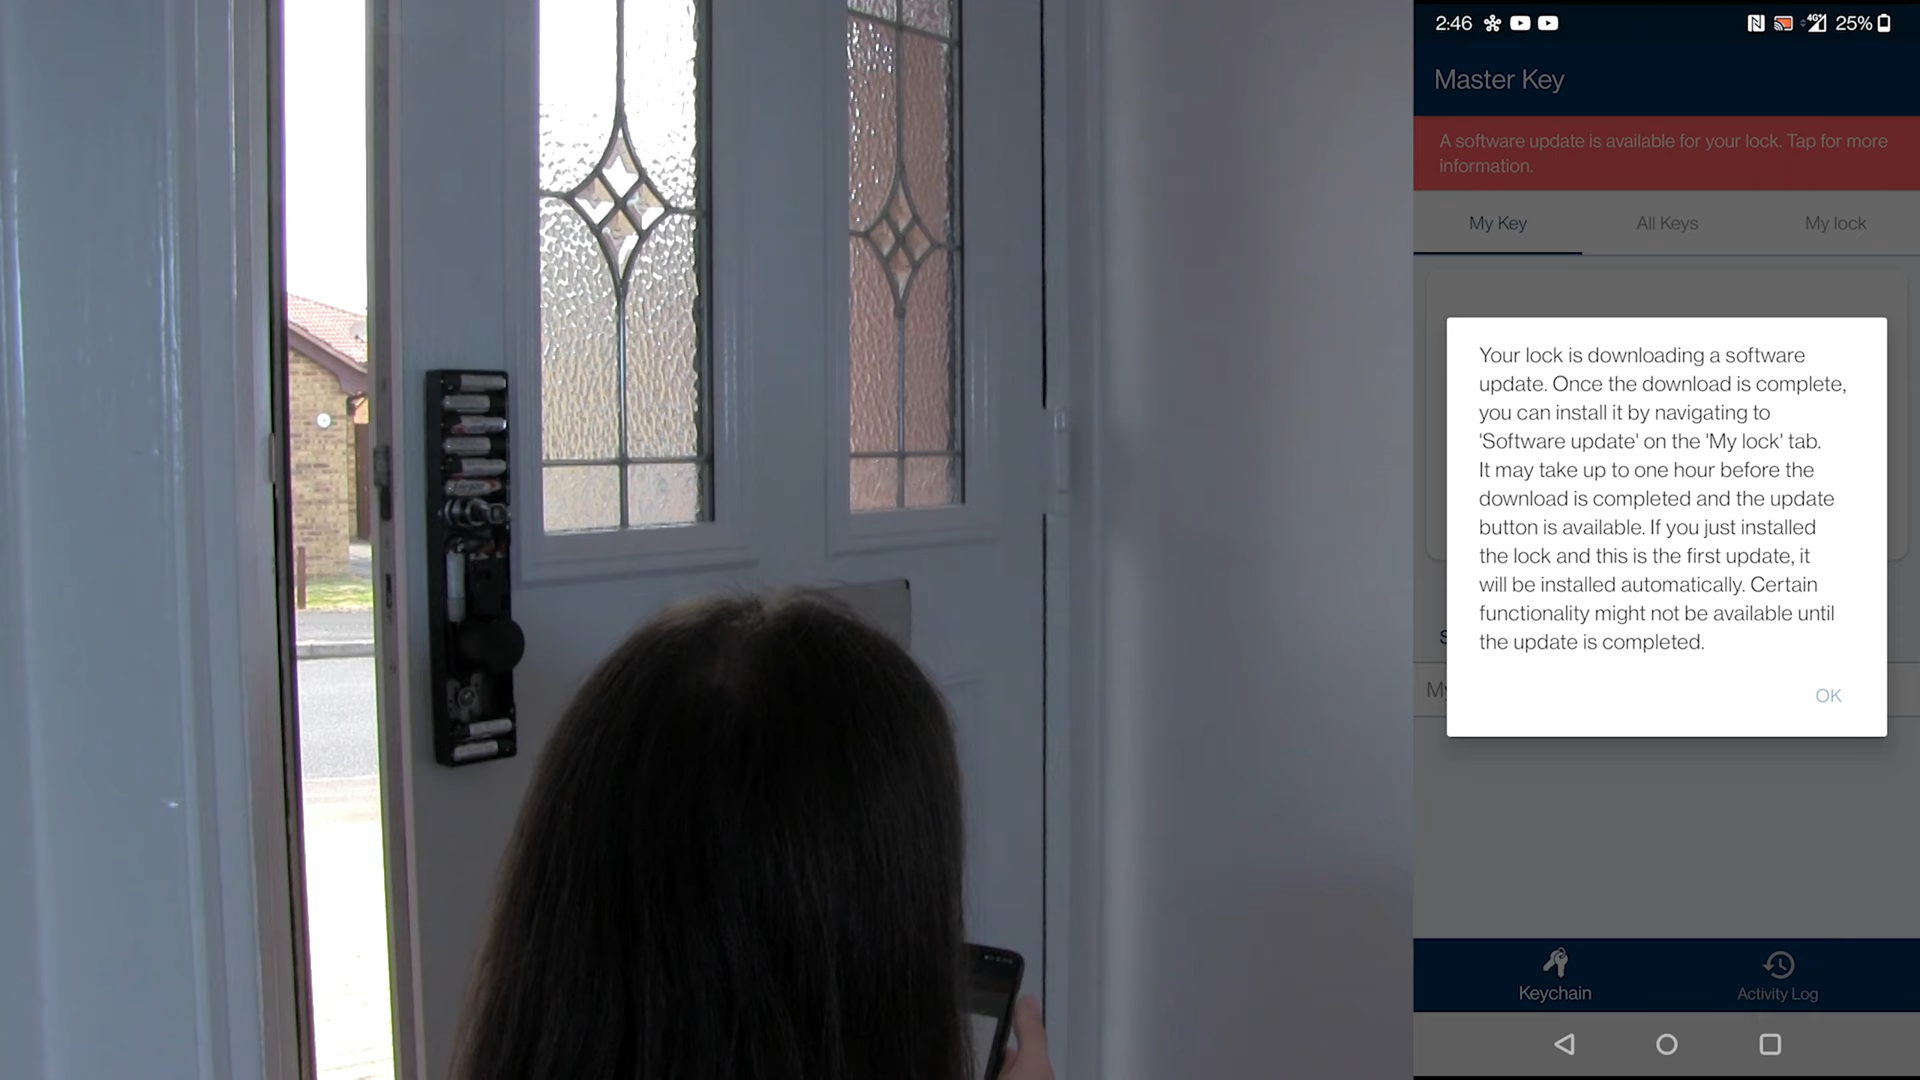 2:46
4G
25%
Master Key
A software update is available for your lock. Tap for more
information.
My Key
All Keys
My lock
Your lock is downloading a software
update. Once the download is complete,
you can install it by navigating to
'Software update' on the 'My lock' tab.
It may take up to one hour before the
download is completed and the update
button is available. If you just installed
the lock and this is the first update, it
will be installed automatically. Certain
functionality might not be available until
the update is completed.
OK
Keychain
Activity Log